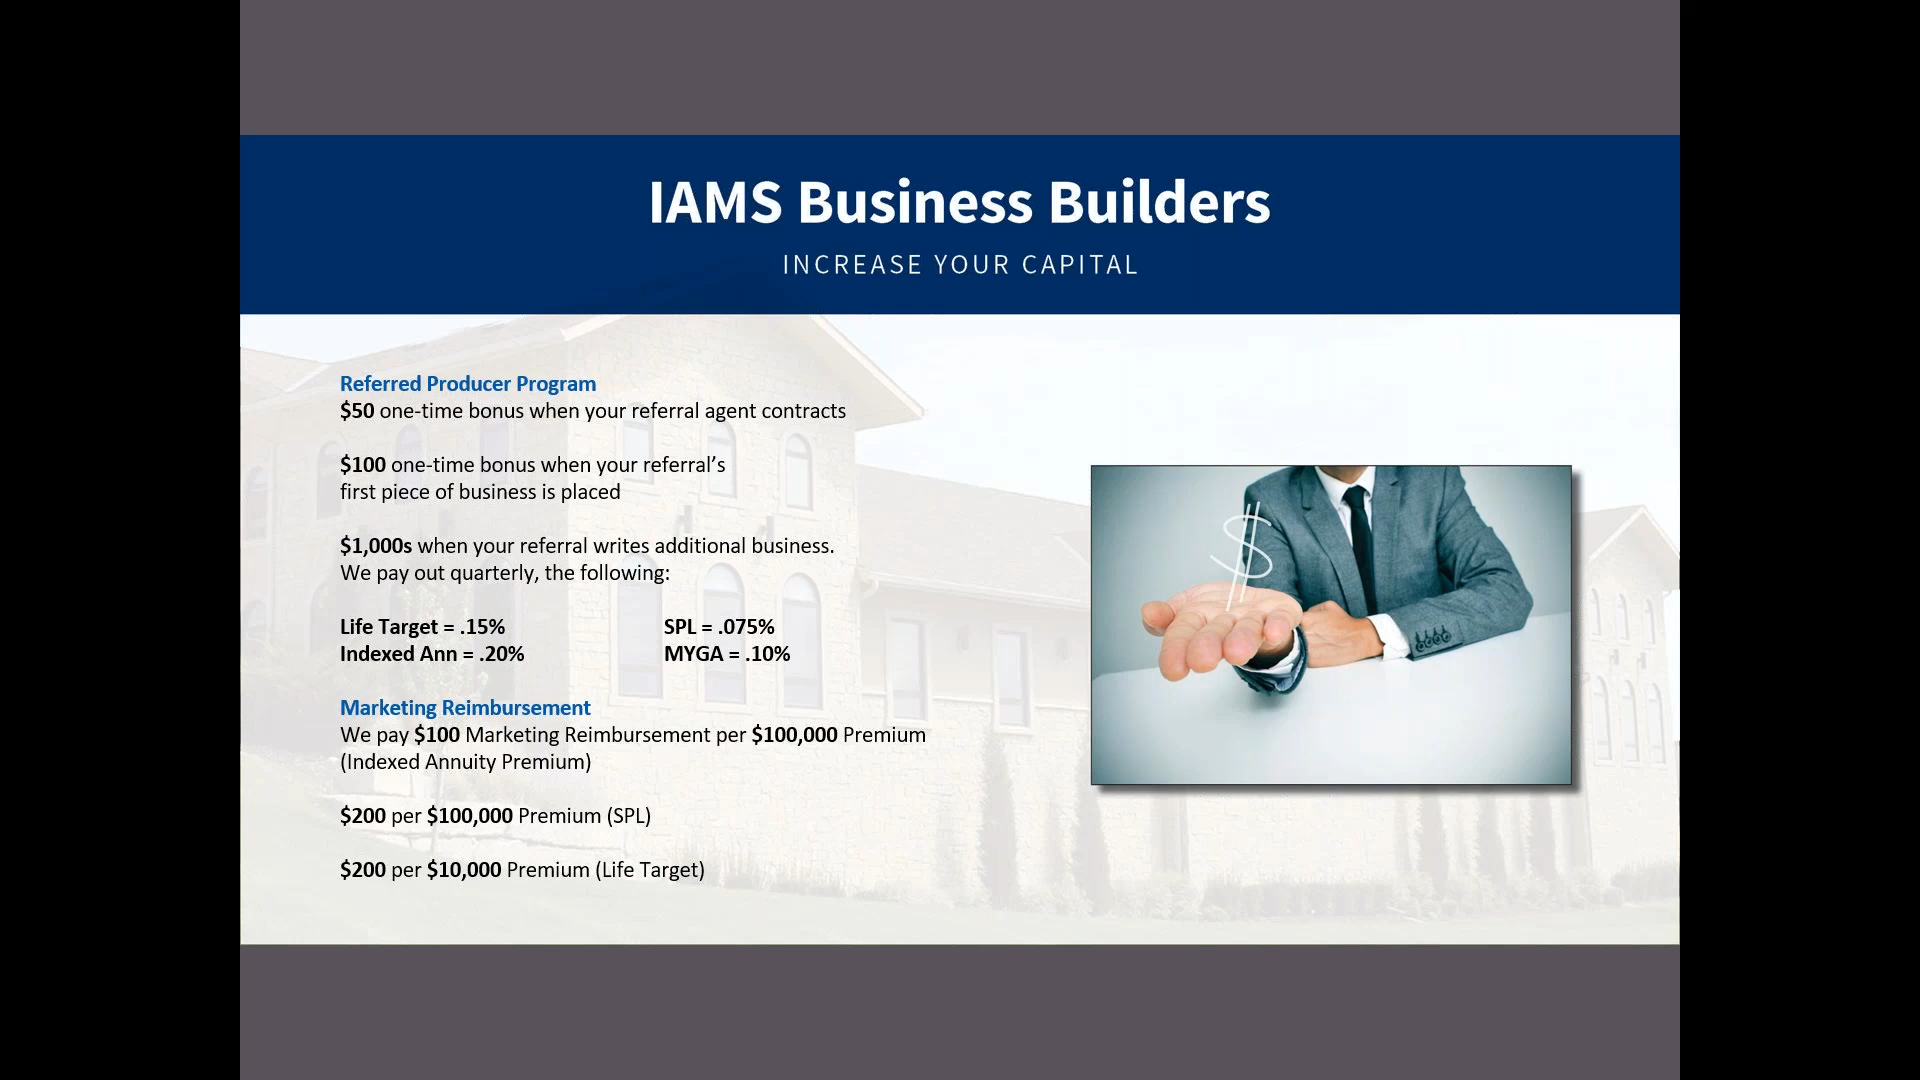 IAMS Business Builders
INCREASE YOUR CAPITAL
Referred Producer Program
$50 one-time bonus when your referral agent contracts
$100 one-time bonus when your referral’s
first piece of business is placed
$1,000s when your referral writes additional business.
We pay out quarterly, the following:
Life Target = .15% SPL = .075%
Indexed Ann = .20% MYGA = .10%
Marketing Reimbursement
We pay $100 Marketing Reimbursement per $100,000 Premium
(Indexed Annuity Premium)
$200 per $100,000 Premium (SPL)
$200 per $10,000 Premium (Life Target)
$